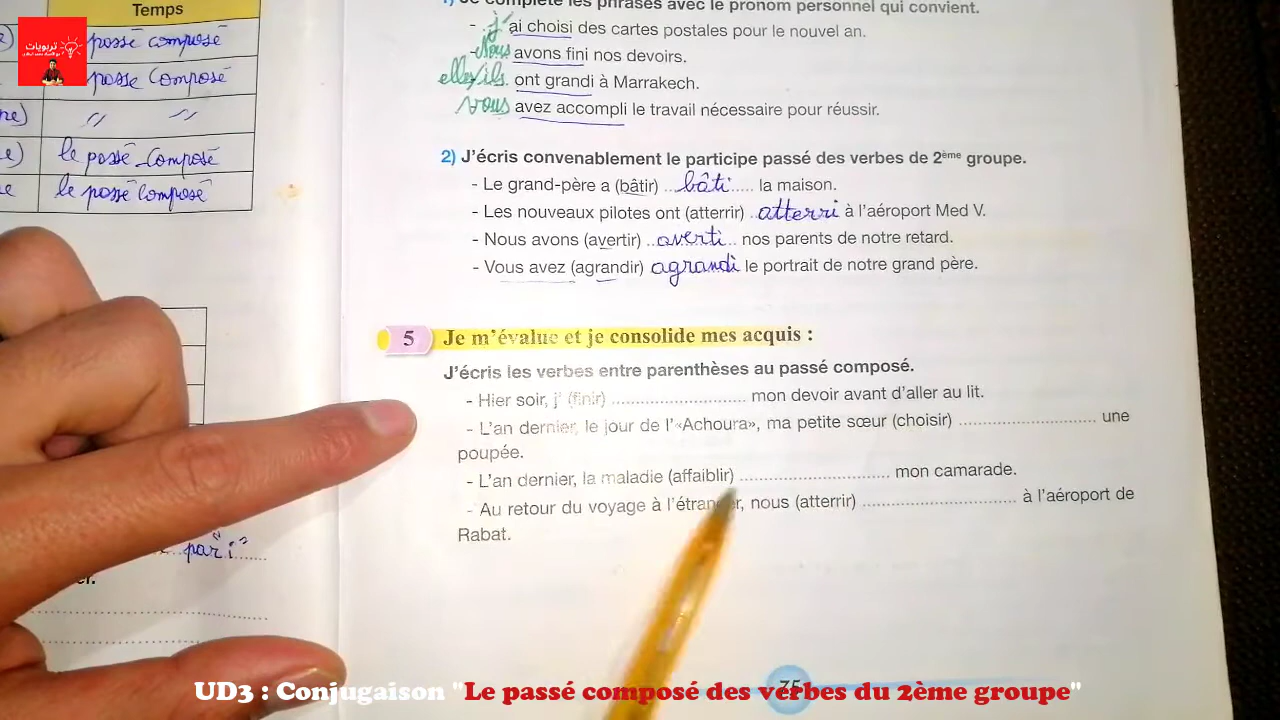 Temps
passé composé
passé composé
" "
le passé composé
le passé composé
تربويات
1) Je complète les phrases avec le pronom personnel qui convient.
- j' ai choisi des cartes postales pour le nouvel an.
- Nous avons fini nos devoirs.
elles/ils. ont grandi à Marrakech.
vous avez accompli le travail nécessaire pour réussir.
2) J'écris convenablement le participe passé des verbes de 2ème groupe.
- Le grand-père a (bâtir) ...bâti..... la maison.
- Les nouveaux pilotes ont (atterrir) ..atterri à l'aéroport Med V.
- Nous avons (avertir) ..averti.. nos parents de notre retard.
- Vous avez (agrandir) agrandi le portrait de notre grand père.
5 Je m'évalue et je consolide mes acquis :
J'écris les verbes entre parenthèses au passé composé.
- Hier soir, j' (finir) .............................. mon devoir avant d'aller au lit.
- L'an dernier, le jour de l'«Achoura», ma petite sœur (choisir) .............................. une
poupée.
- L'an dernier, la maladie (affaiblir) .................................. mon camarade.
- Au retour du voyage à l'étranger, nous (atterrir) .................................. à l'aéroport de
Rabat.
75
UD3 : Conjugaison "Le passé composé des verbes du 2ème groupe"